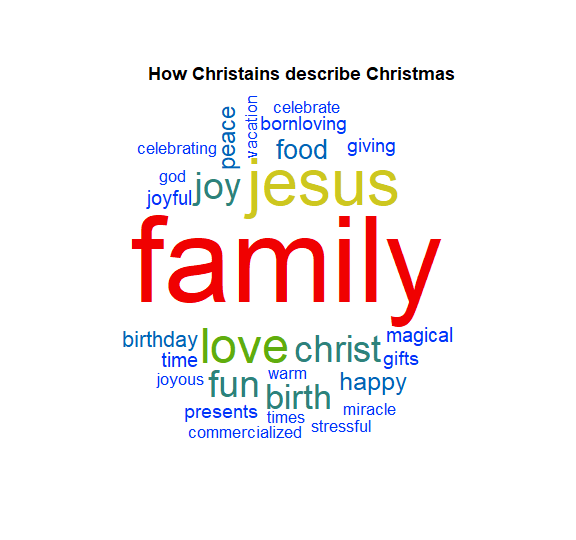 How Christains describe Christmas
celebrate
vacation
peace
bornloving
celebrating
food
giving
god
joy
jesus
joyful
family
birthday
love
christ
magical
time
gifts
joyous
fun
warm
happy
birth
presents
times
miracle
commercialized
stressful